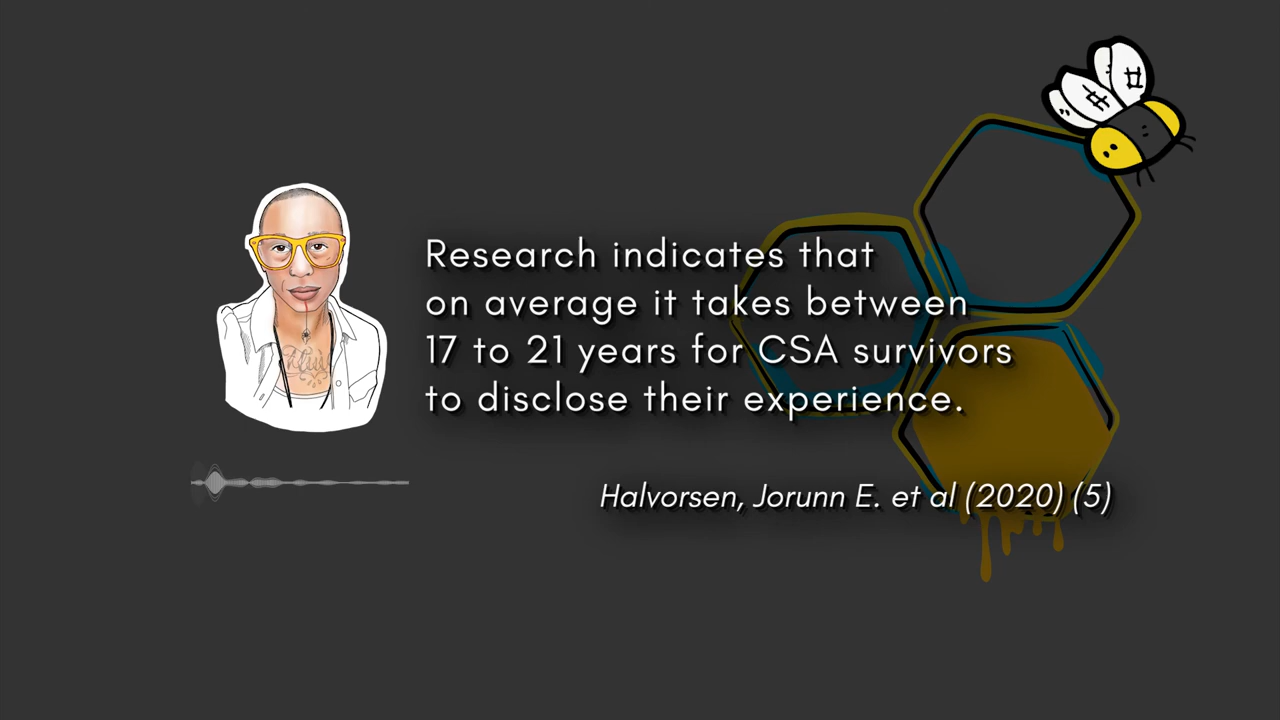 Research indicates that
on average it takes between
17 to 21 years for CSA survivors
to disclose their experience.
Halvorsen, Jorunn E. et al (2020) (5)